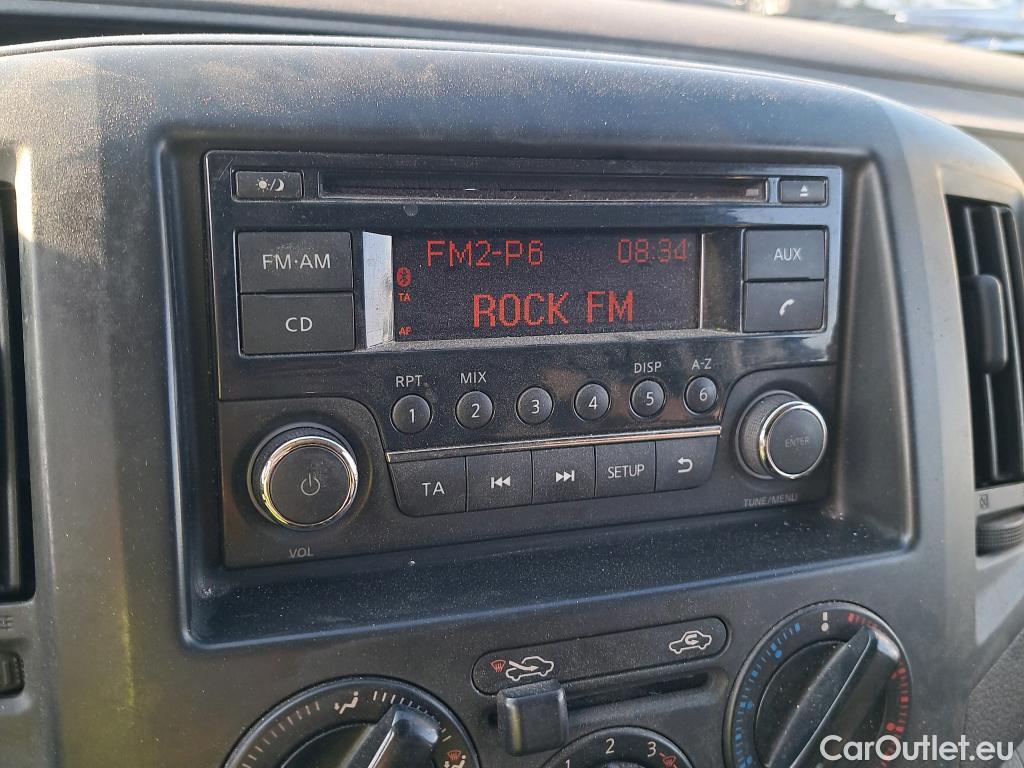 FM·AM
CD
FM2-P6 08:34
TA
AF
ROCK FM
AUX
RPT MIX DISP A-Z
1 2 3 4 5 6
TA SETUP
VOL
ENTER
TUNE/MENU
1 2 3
CarOutlet.eu